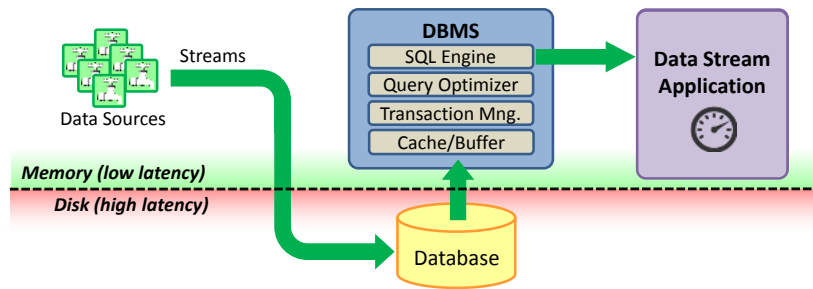 DBMS
SQL Engine
Query Optimizer
Transaction Mng.
Cache/Buffer
Streams
Data Sources
Data Stream
Application
Memory (low latency)
Disk (high latency)
Database